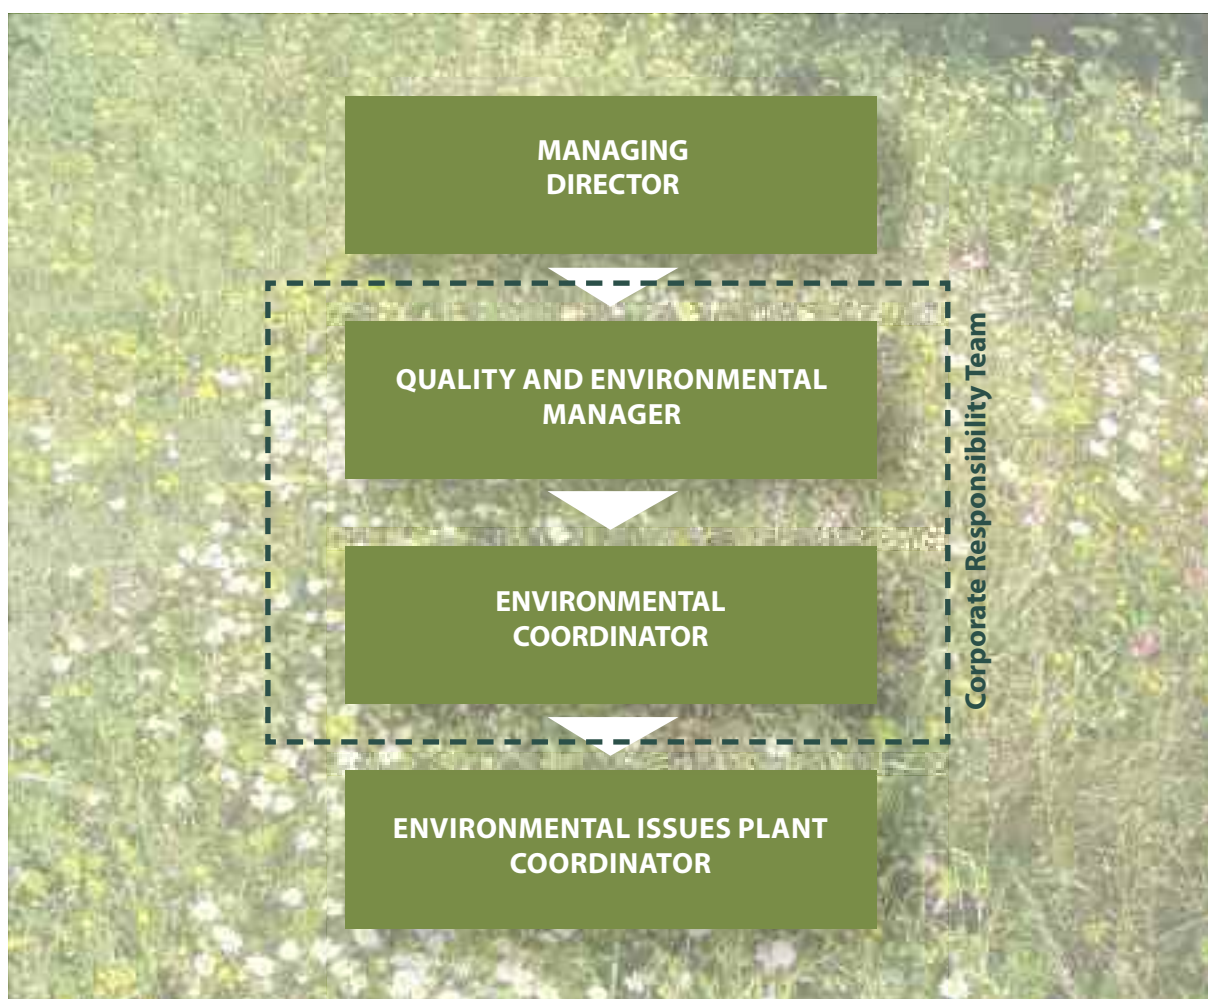 MANAGING
DIRECTOR
QUALITY AND ENVIRONMENTAL
MANAGER
ENVIRONMENTAL
COORDINATOR
ENVIRONMENTAL ISSUES PLANT
COORDINATOR
Corporate Responsibility Team